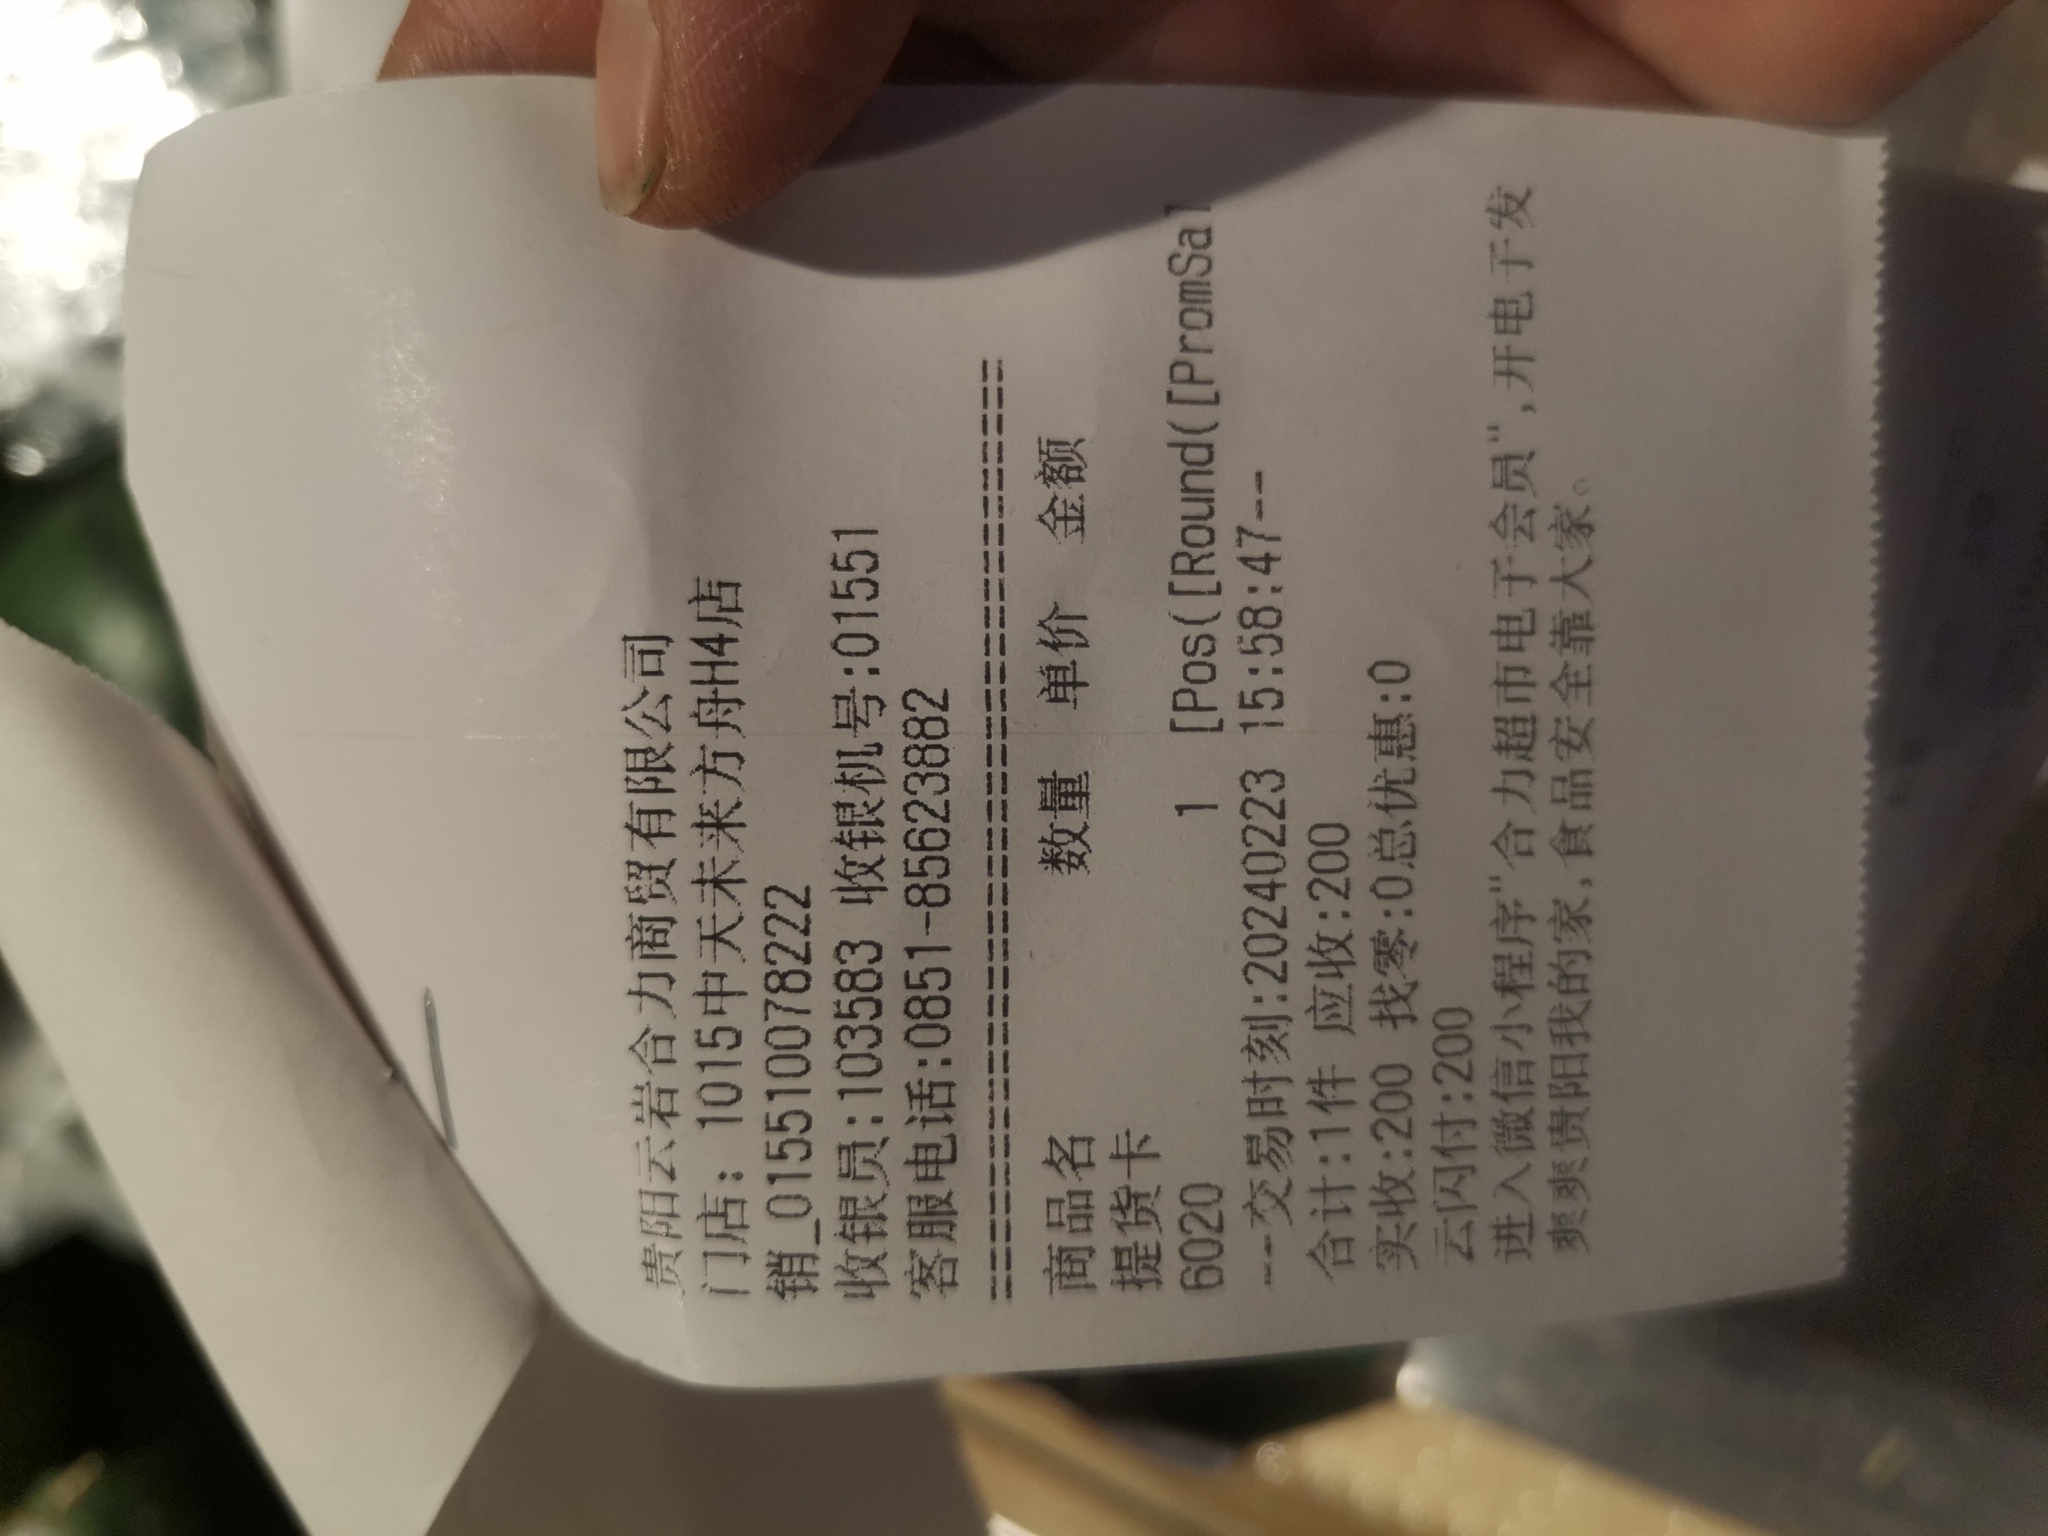 贵阳云岩合力商贸有限公司
门店: 1015中天未来方舟H4店
销_015510078222
收银员:103583 收银机号:01551
客服电话:0851-85623882
========================================
商品名 数量 单价 金额
提货卡
6020 1 [Pos([Round([PromSal
--交易时刻:20240223 15:58:47--
合计:1件 应收:200
实收:200 找零:0总优惠:0
云闪付:200
进入微信小程序"合力超市电子会员",开电子发
爽爽贵阳我的家,食品安全靠大家。